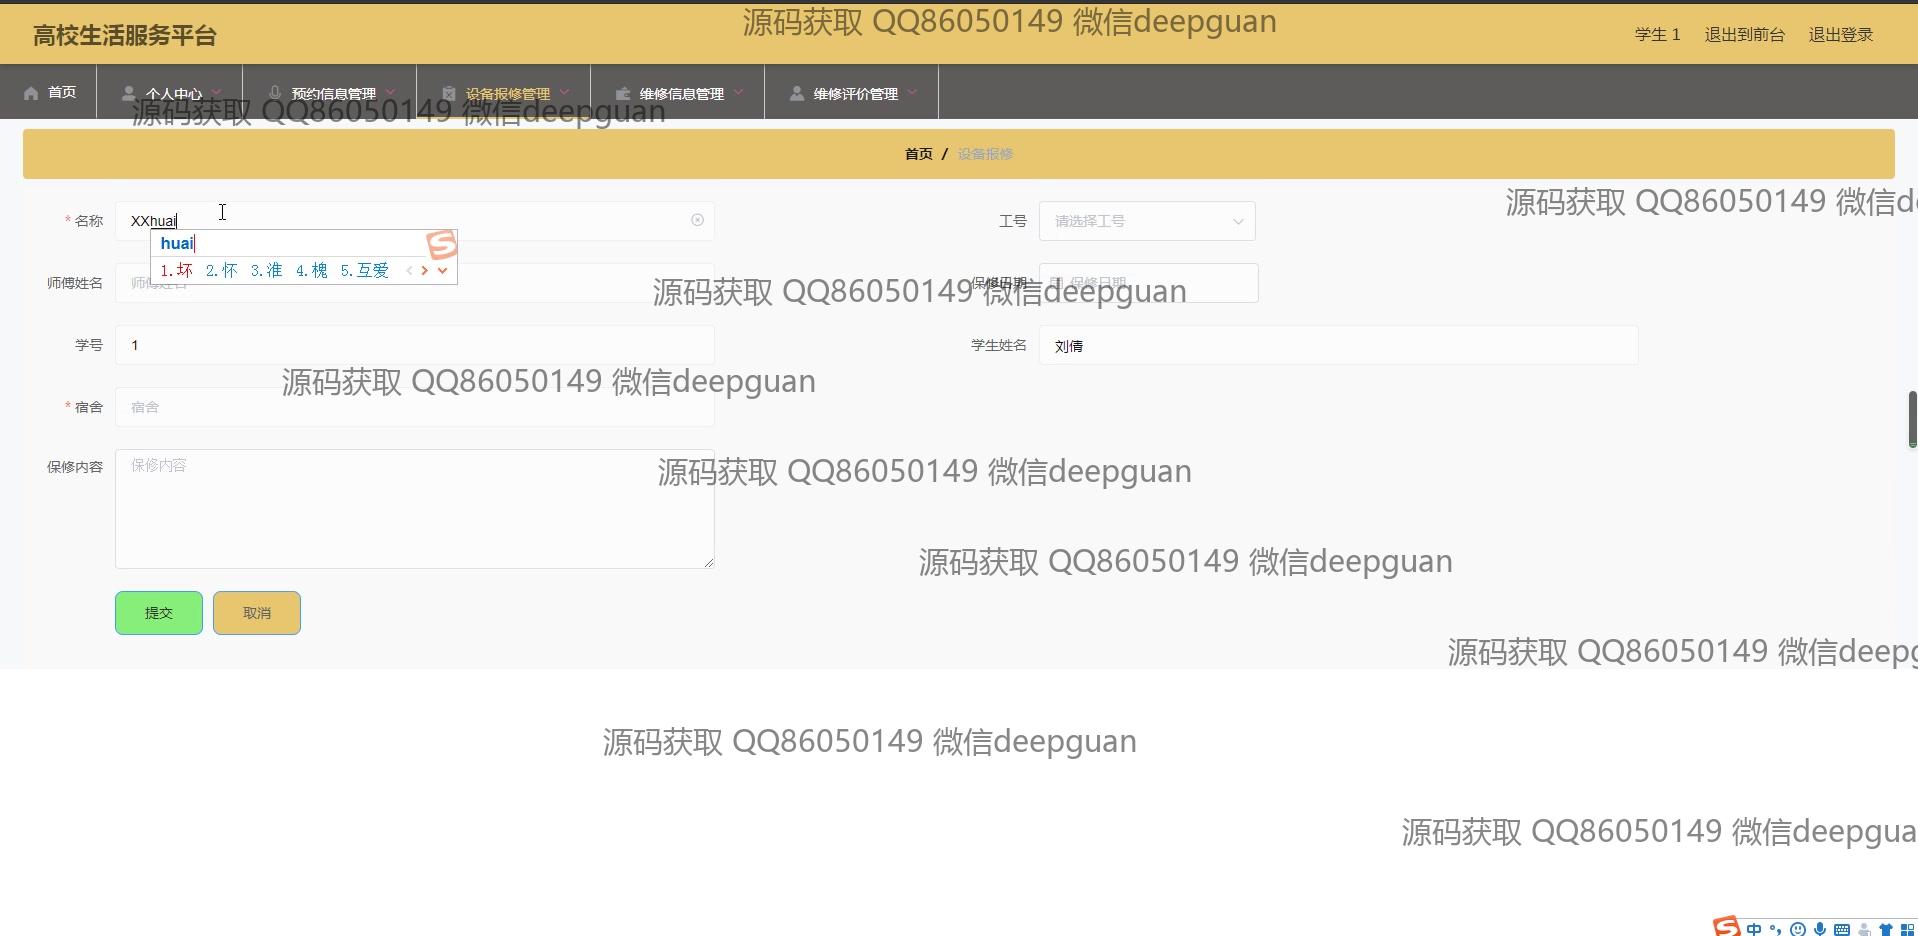 源码获取 QQ86050149 微信deepguan
高校生活服务平台
学生 1 退出到前台 退出登录
首页 个人中心 预约信息管理 设备报修管理 维修信息管理 维修评价管理
源码获取 QQ86050149 微信deepguan
首页 / 设备报修
源码获取 QQ86050149 微信d
* 名称 XXhuai
工号 请选择工号
huai
1.坏 2.怀 3.淮 4.槐 5.互爱
师傅姓名 师傅姓名
保修日期 保修日期
源码获取 QQ86050149 微信deepguan
学号 1
学生姓名 刘倩
源码获取 QQ86050149 微信deepguan
* 宿舍 宿舍
保修内容 保修内容
源码获取 QQ86050149 微信deepguan
源码获取 QQ86050149 微信deepguan
提交 取消
源码获取 QQ86050149 微信deepg
源码获取 QQ86050149 微信deepguan
源码获取 QQ86050149 微信deepgua
S 中